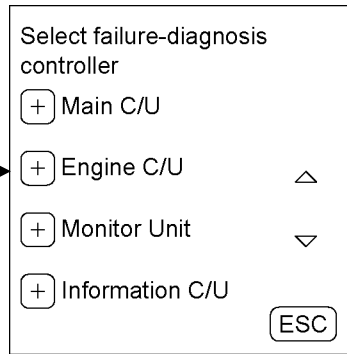 Select failure-diagnosis
controller
+ Main C/U
+ Engine C/U
+ Monitor Unit
+ Information C/U
ESC